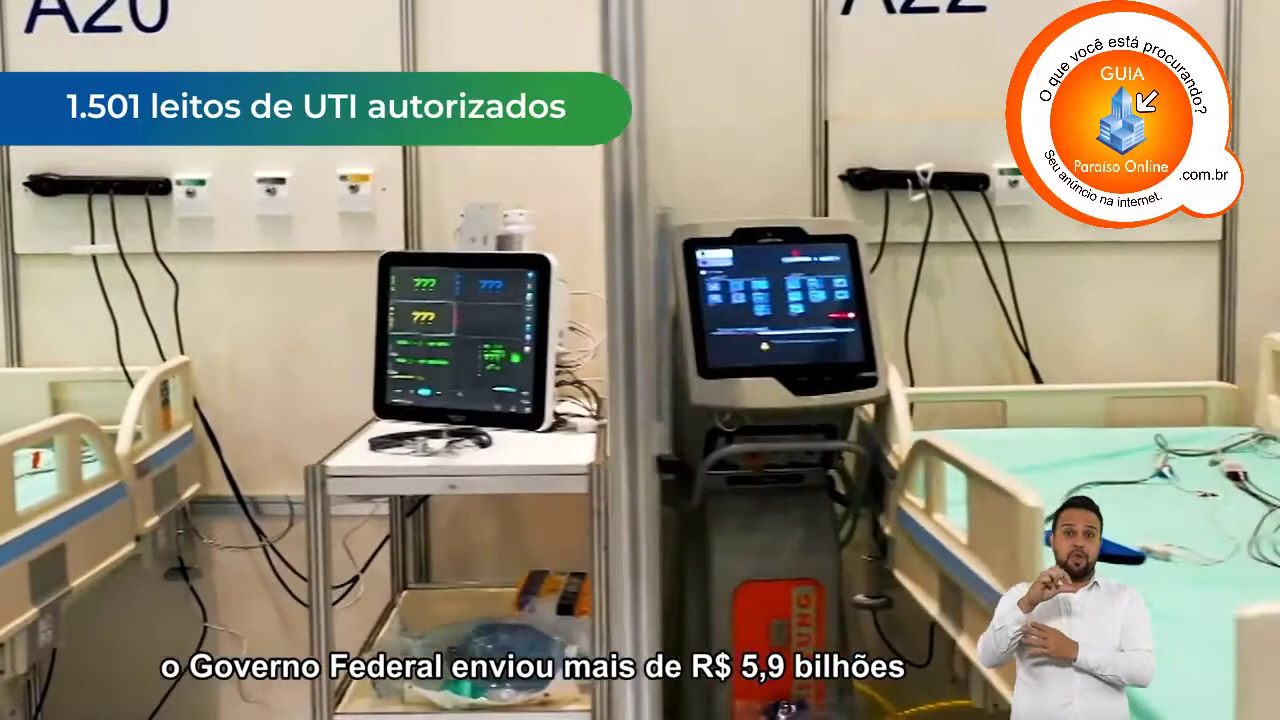 A20
A22
1.501 leitos de UTI autorizados
O que você está procurando?
GUIA
Paraíso Online
.com.br
Seu anúncio na internet.
???
???
???
???
o Governo Federal enviou mais de R$ 5,9 bilhões